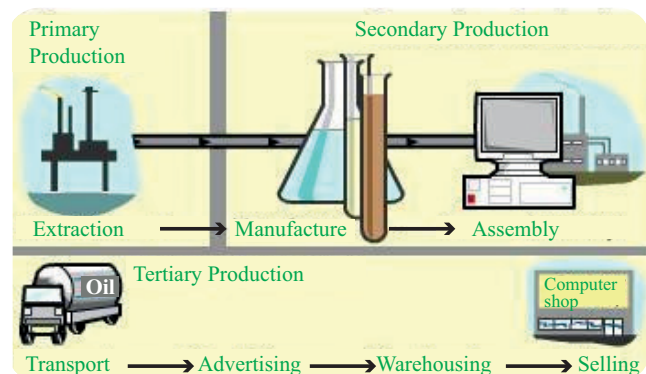 Primary
Production
Secondary Production
Extraction
Manufacture
Assembly
Tertiary Production
Oil
Computer
shop
Transport
Advertising
Warehousing
Selling